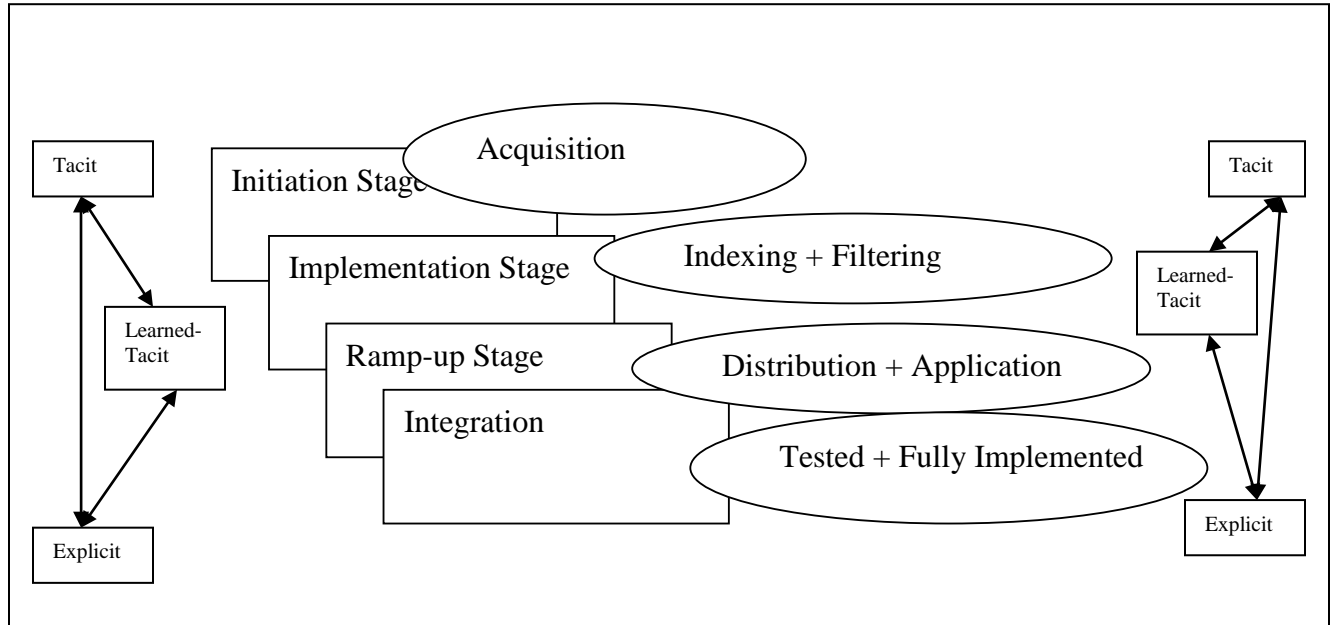 Tacit
Learned-
Tacit
Explicit
Initiation Stage
Acquisition
Implementation Stage
Indexing + Filtering
Ramp-up Stage
Distribution + Application
Integration
Tested + Fully Implemented
Tacit
Learned-
Tacit
Explicit